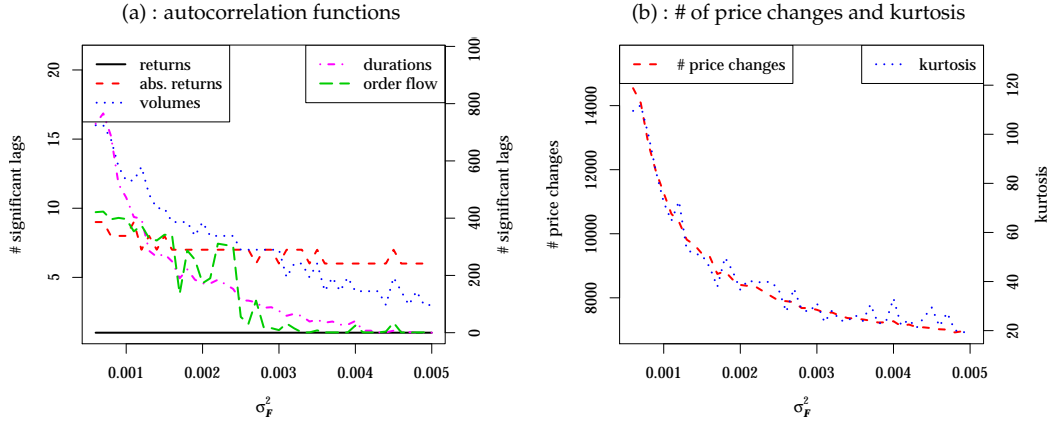 (a) : autocorrelation functions
# significant lags
20
15
10
5
returns
abs. returns
volumes
durations
order flow
1000
800
600
400
200
0
# significant lags
0.001 0.002 0.003 0.004 0.005
σ²_F
(b) : # of price changes and kurtosis
# price changes
14000
12000
10000
8000
# price changes
kurtosis
120
100
80
60
40
20
kurtosis
0.001 0.002 0.003 0.004 0.005
σ²_F